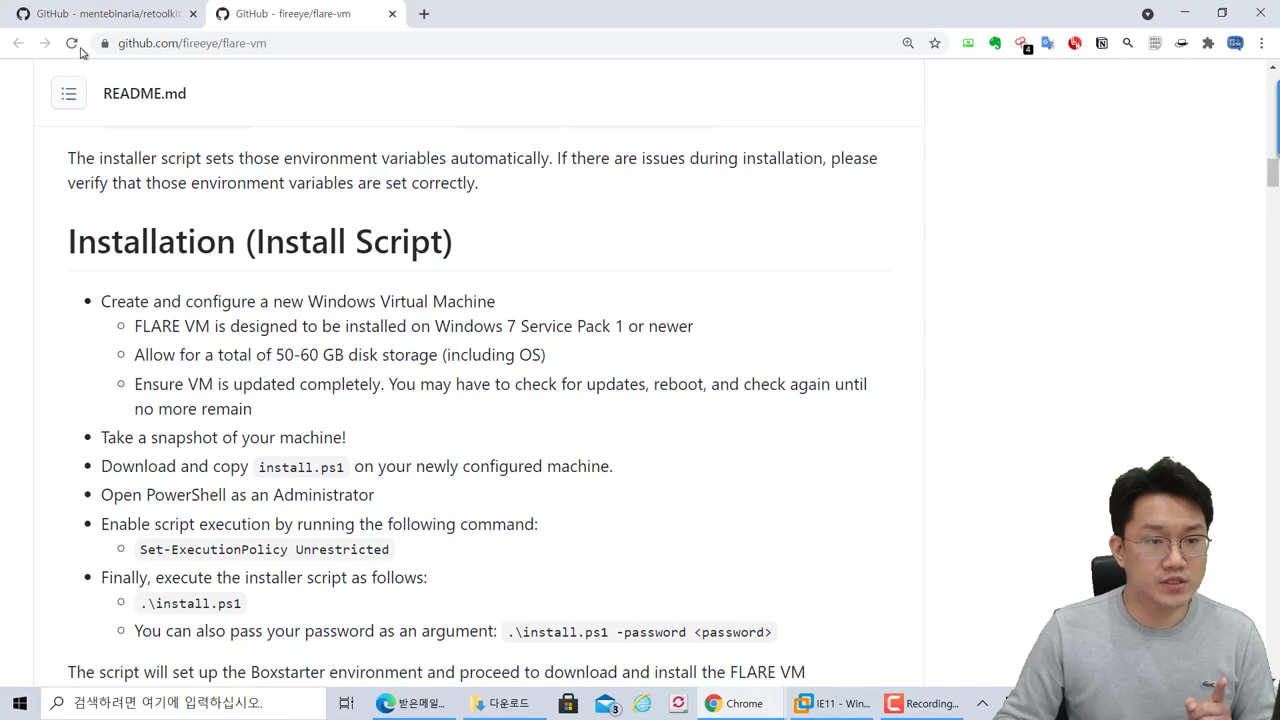 GitHub - mentebinaria/retoolkit
GitHub - fireeye/flare-vm
github.com/fireeye/flare-vm
4
README.md
The installer script sets those environment variables automatically. If there are issues during installation, please
verify that those environment variables are set correctly.
Installation (Install Script)
Create and configure a new Windows Virtual Machine
FLARE VM is designed to be installed on Windows 7 Service Pack 1 or newer
Allow for a total of 50-60 GB disk storage (including OS)
Ensure VM is updated completely. You may have to check for updates, reboot, and check again until
no more remain
Take a snapshot of your machine!
Download and copy install.ps1 on your newly configured machine.
Open PowerShell as an Administrator
Enable script execution by running the following command:
Set-ExecutionPolicy Unrestricted
Finally, execute the installer script as follows:
.\install.ps1
You can also pass your password as an argument: .\install.ps1 -password <password>
The script will set up the Boxstarter environment and proceed to download and install the FLARE VM
검색하려면 여기에 입력하십시오.
받은메일...
다운로드
3
Chrome
IE11 - Win...
Recording...